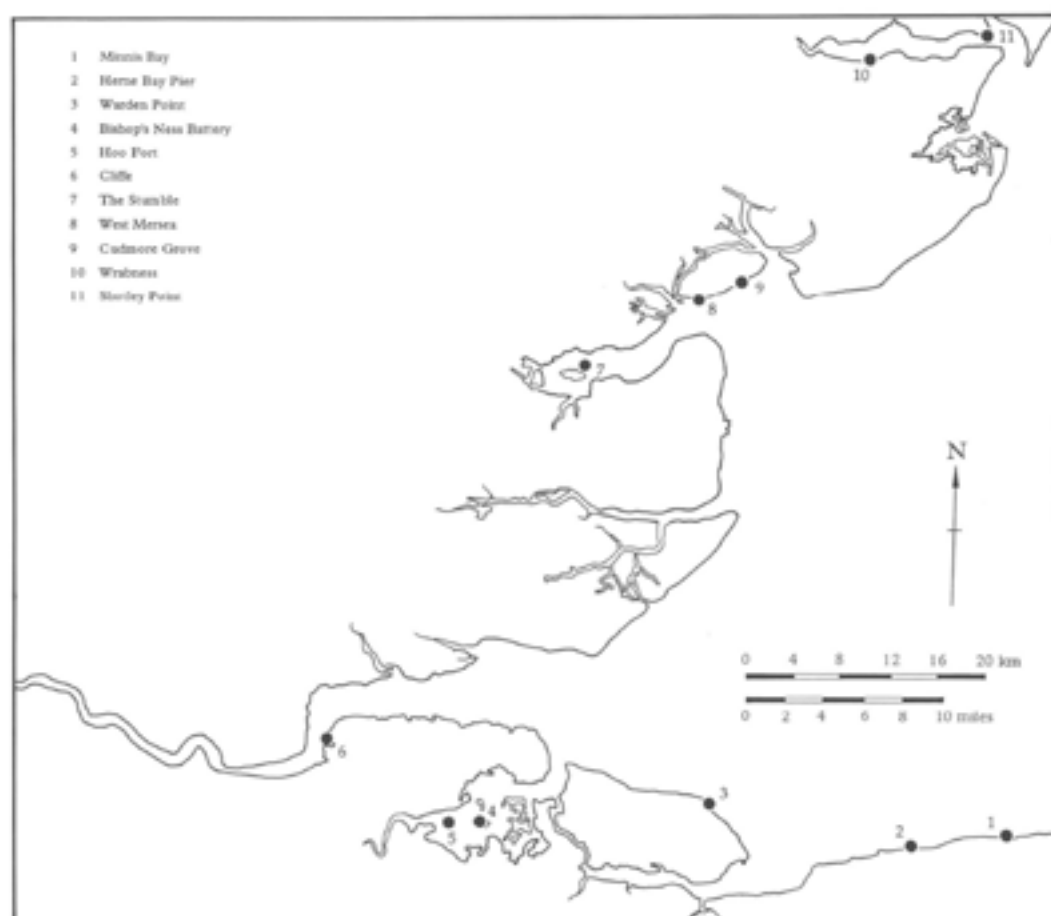 1 Minnis Bay
2 Herne Bay Pier
3 Warden Point
4 Bishop's Ness Battery
5 Hoo Fort
6 Cliffe
7 The Stumble
8 West Mersea
9 Cudmore Grove
10 Wrabness
11 Shotley Point
11
10
9
8
7
N
0 4 8 12 16 20 km
0 2 4 6 8 10 miles
6
3
4
5
2
1